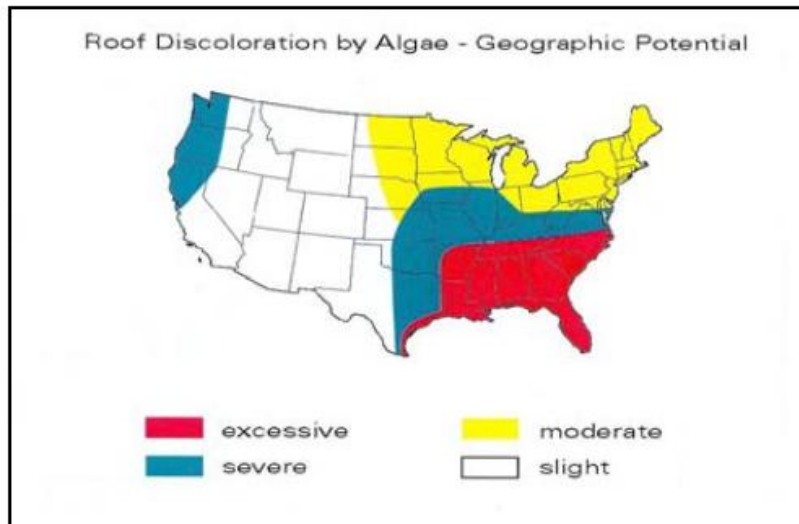 Roof Discoloration by Algae - Geographic Potential
excessive
moderate
severe
slight